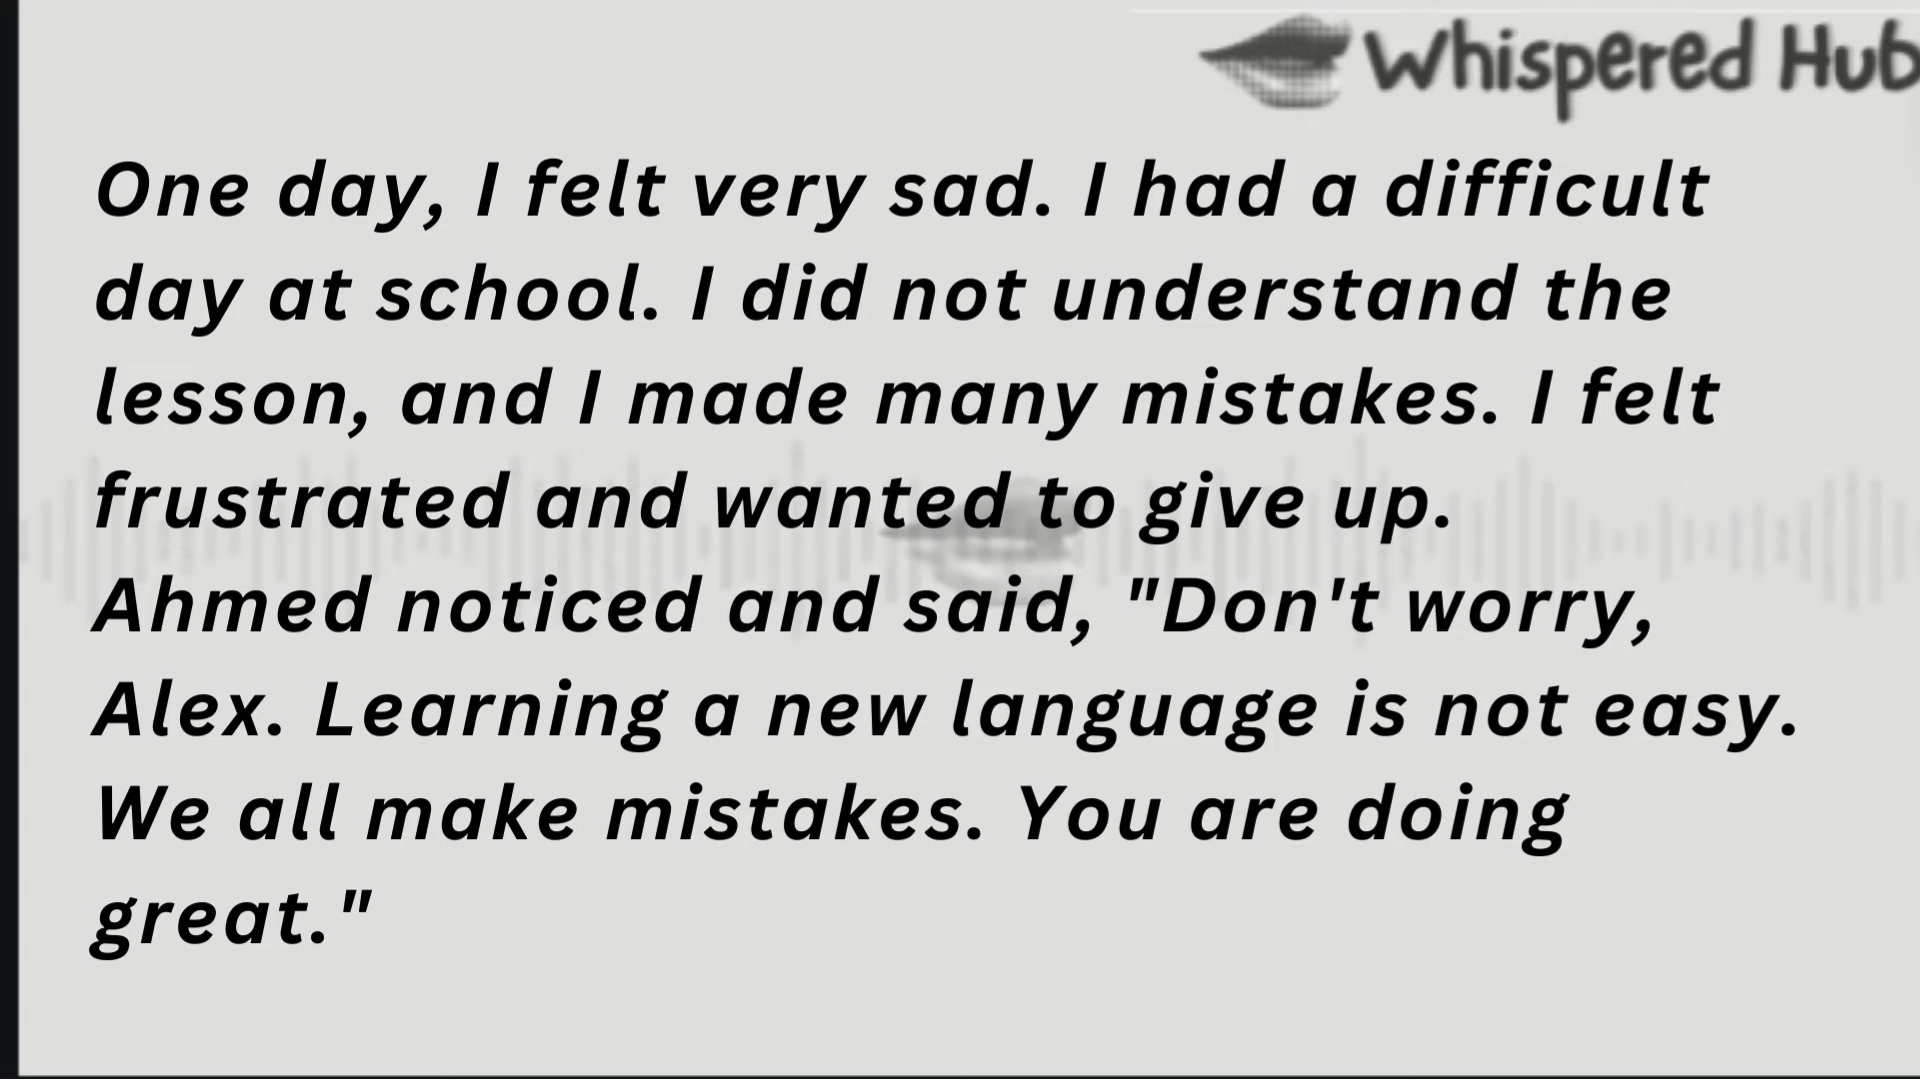 Whispered Hub
One day, I felt very sad. I had a difficult
day at school. I did not understand the
lesson, and I made many mistakes. I felt
frustrated and wanted to give up.
Ahmed noticed and said, "Don't worry,
Alex. Learning a new language is not easy.
We all make mistakes. You are doing
great."